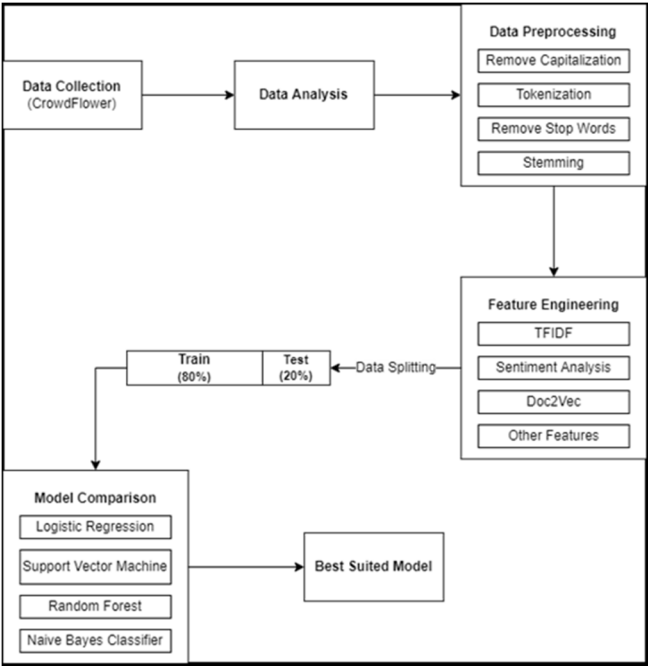 Data Collection
(CrowdFlower)
Data Analysis
Data Preprocessing
Remove Capitalization
Tokenization
Remove Stop Words
Stemming
Feature Engineering
TFIDF
Sentiment Analysis
Doc2Vec
Other Features
Data Splitting
Train
(80%)
Test
(20%)
Model Comparison
Logistic Regression
Support Vector Machine
Random Forest
Naive Bayes Classifier
Best Suited Model